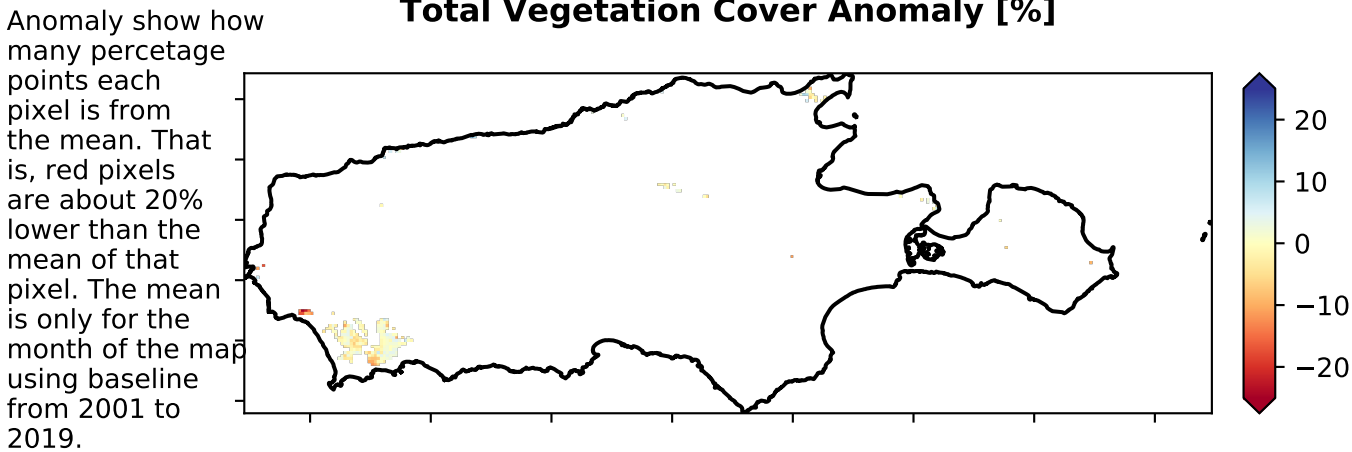 Total Vegetation Cover Anomaly [%]
Anomaly show how
many percetage
points each
pixel is from
the mean. That
is, red pixels
are about 20%
lower than the
mean of that
pixel. The mean
is only for the
month of the map
using baseline
from 2001 to
2019.
20
10
0
−10
−20